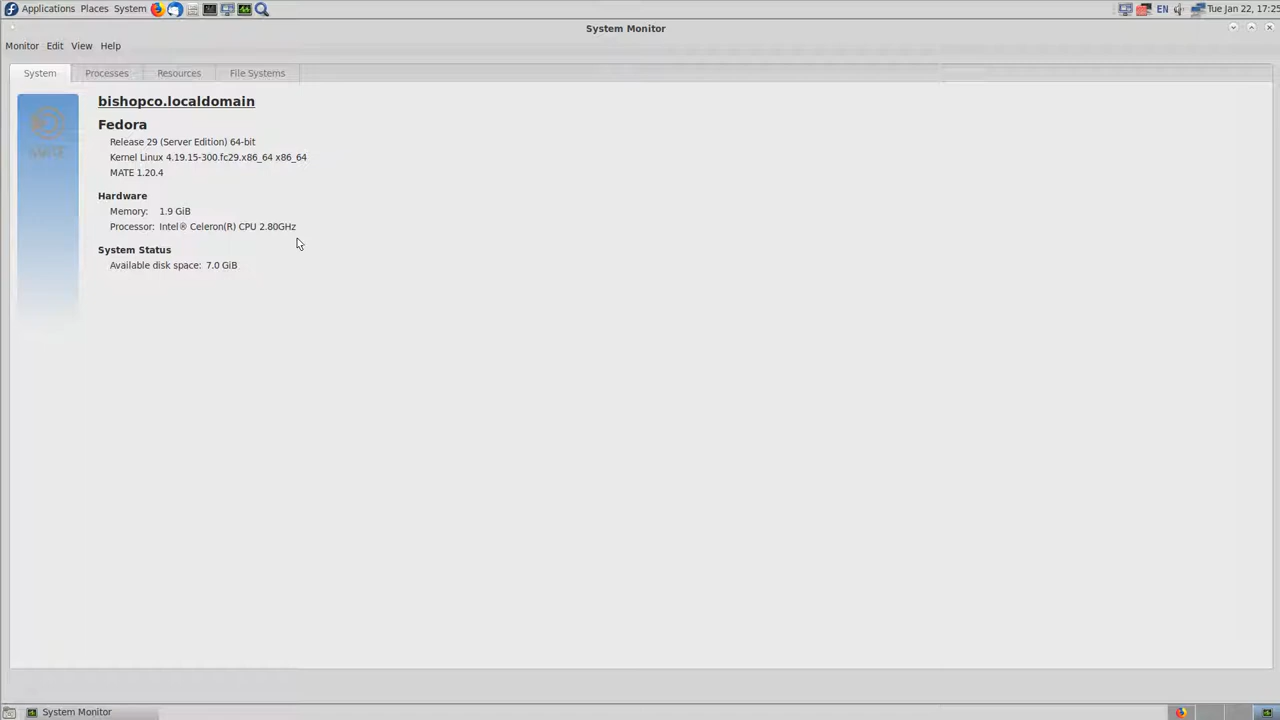 Applications Places System
EN
Tue Jan 22, 17:25
System Monitor
Monitor Edit View Help
System Processes Resources File Systems
MATE
bishopco.localdomain
Fedora
Release 29 (Server Edition) 64-bit
Kernel Linux 4.19.15-300.fc29.x86_64 x86_64
MATE 1.20.4
Hardware
Memory: 1.9 GiB
Processor: Intel® Celeron(R) CPU 2.80GHz
System Status
Available disk space: 7.0 GiB
System Monitor